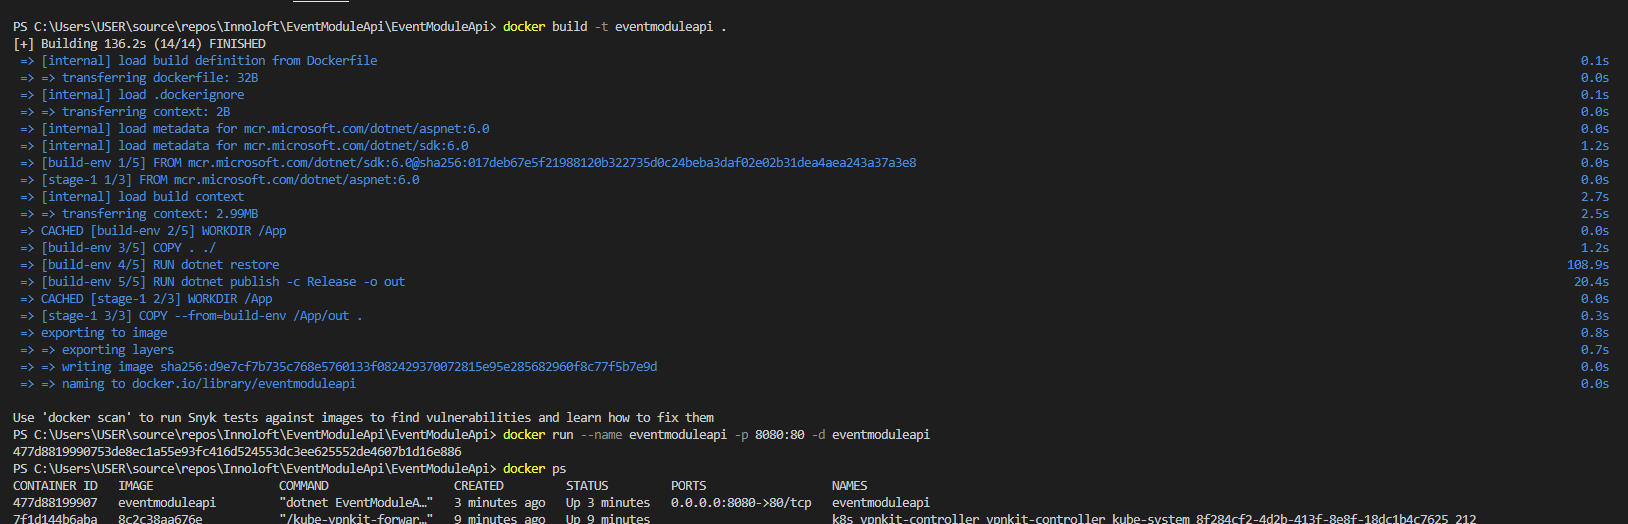 PS C:\Users\USER\source\repos\Innoloft\EventModuleApi\EventModuleApi> docker build -t eventmoduleapi .
[+] Building 136.2s (14/14) FINISHED
=> [internal] load build definition from Dockerfile 0.1s
=> => transferring dockerfile: 32B 0.0s
=> [internal] load .dockerignore 0.1s
=> => transferring context: 2B 0.0s
=> [internal] load metadata for mcr.microsoft.com/dotnet/aspnet:6.0 0.0s
=> [internal] load metadata for mcr.microsoft.com/dotnet/sdk:6.0 1.2s
=> [build-env 1/5] FROM mcr.microsoft.com/dotnet/sdk:6.0@sha256:017deb67e5f21988120b322735d0c24beba3daf02e02b31dea4aea243a37a3e8 0.0s
=> [stage-1 1/3] FROM mcr.microsoft.com/dotnet/aspnet:6.0 0.0s
=> [internal] load build context 2.7s
=> => transferring context: 2.99MB 2.5s
=> CACHED [build-env 2/5] WORKDIR /App 0.0s
=> [build-env 3/5] COPY . ./ 1.2s
=> [build-env 4/5] RUN dotnet restore 108.9s
=> [build-env 5/5] RUN dotnet publish -c Release -o out 20.4s
=> CACHED [stage-1 2/3] WORKDIR /App 0.0s
=> [stage-1 3/3] COPY --from=build-env /App/out . 0.3s
=> exporting to image 0.8s
=> => exporting layers 0.7s
=> => writing image sha256:d9e7cf7b735c768e5760133f082429370072815e95e285682960f8c77f5b7e9d 0.0s
=> => naming to docker.io/library/eventmoduleapi 0.0s
Use 'docker scan' to run Snyk tests against images to find vulnerabilities and learn how to fix them
PS C:\Users\USER\source\repos\Innoloft\EventModuleApi\EventModuleApi> docker run --name eventmoduleapi -p 8080:80 -d eventmoduleapi
477d8819990753de8ec1a55e93fc416d524553dc3ee625552de4607b1d16e886
PS C:\Users\USER\source\repos\Innoloft\EventModuleApi\EventModuleApi> docker ps
CONTAINER ID IMAGE COMMAND CREATED STATUS PORTS NAMES
477d88199907 eventmoduleapi "dotnet EventModuleA…" 3 minutes ago Up 3 minutes 0.0.0.0:8080->80/tcp eventmoduleapi
7f1d144b6aba 8c2c38aa676e "/kube-vpnkit-forwar…" 9 minutes ago Up 9 minutes k8s_vpnkit-controller_vpnkit-controller_kube-system_8f284cf2-4d2b-413f-8e8f-18dc1b4c7625_212